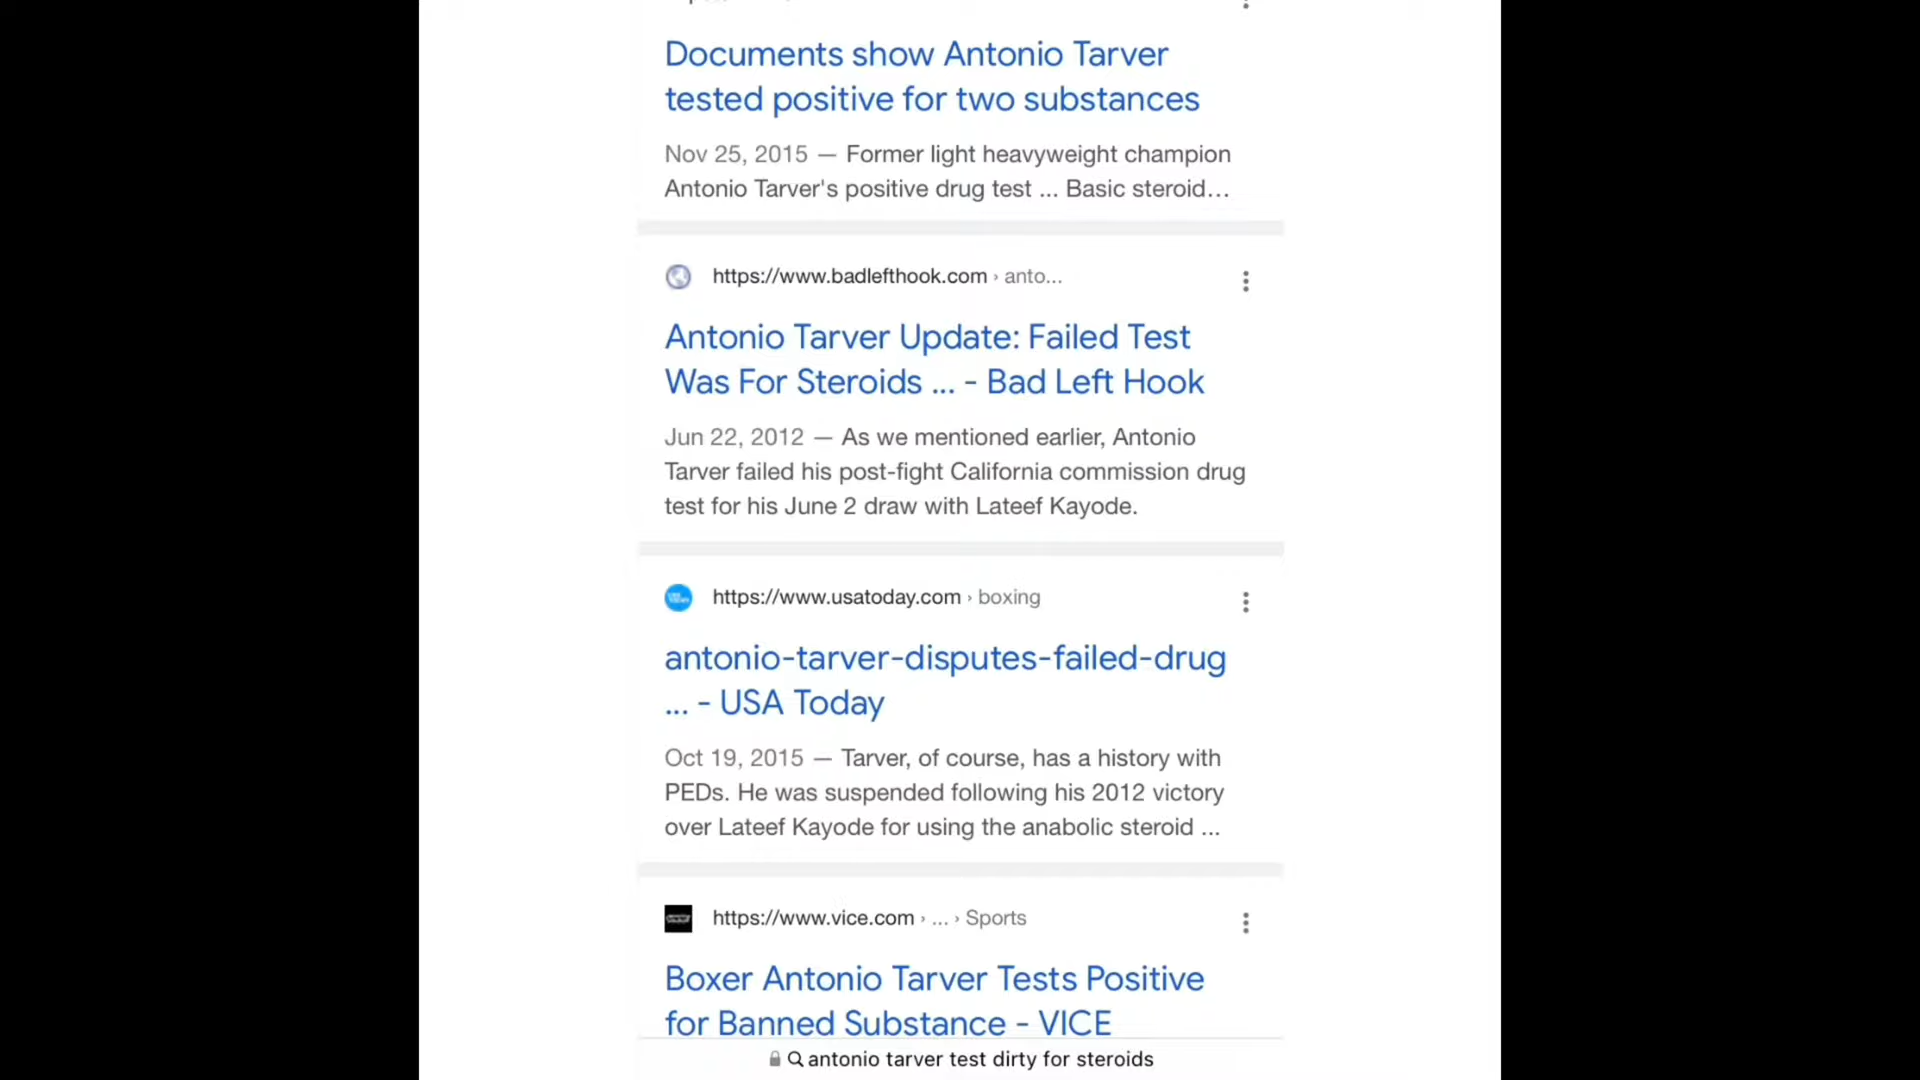 Documents show Antonio Tarver
tested positive for two substances
Nov 25, 2015 — Former light heavyweight champion
Antonio Tarver's positive drug test ... Basic steroid...
https://www.badlefthook.com › anto...
Antonio Tarver Update: Failed Test
Was For Steroids ... - Bad Left Hook
Jun 22, 2012 — As we mentioned earlier, Antonio
Tarver failed his post-fight California commission drug
test for his June 2 draw with Lateef Kayode.
https://www.usatoday.com › boxing
antonio-tarver-disputes-failed-drug
... - USA Today
Oct 19, 2015 — Tarver, of course, has a history with
PEDs. He was suspended following his 2012 victory
over Lateef Kayode for using the anabolic steroid ...
https://www.vice.com › ... › Sports
Boxer Antonio Tarver Tests Positive
for Banned Substance - VICE
antonio tarver test dirty for steroids